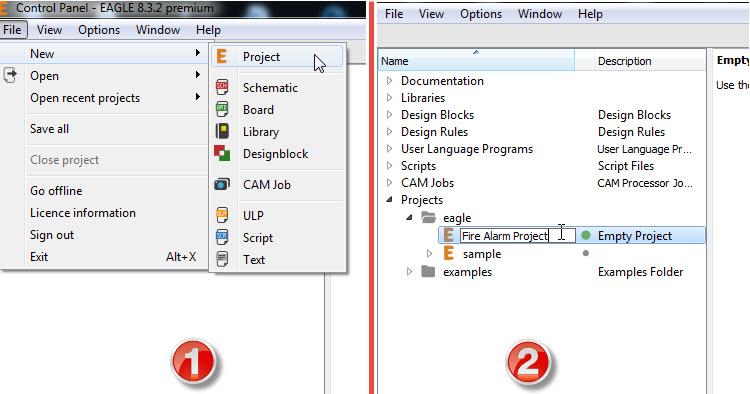 Control Panel - EAGLE 8.3.2 premium
File View Options Window Help
New
Open
Open recent projects
Save all
Close project
Go offline
Licence information
Sign out
Exit Alt+X
Project
Schematic
Board
Library
Designblock
CAM Job
ULP
Script
Text
1
File View Options Window Help
Name Description Empty
Documentation Use the
Libraries
Design Blocks Design Blocks
Design Rules Design Rules
User Language Programs User Language Pr...
Scripts Script Files
CAM Jobs CAM Processor Jo...
Projects
eagle
Fire Alarm Project Empty Project
sample
examples Examples Folder
2